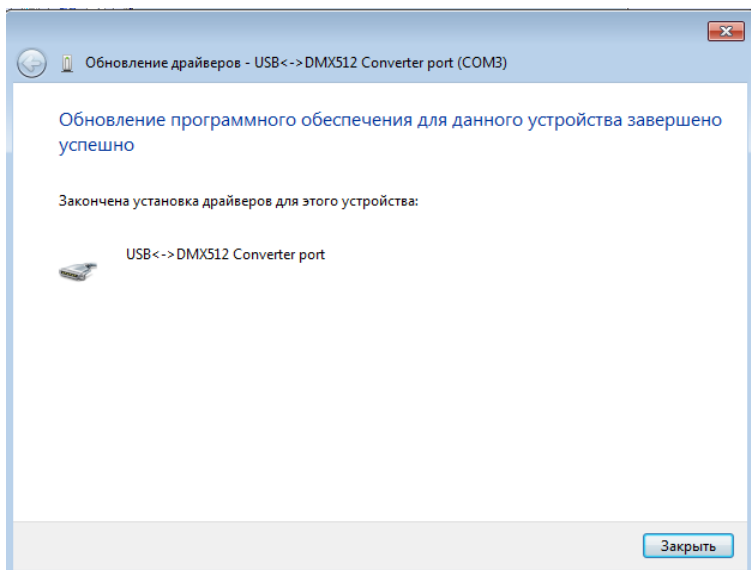 Обновление драйверов - USB<->DMX512 Converter port (COM3)
Обновление программного обеспечения для данного устройства завершено
успешно
Закончена установка драйверов для этого устройства:
USB<->DMX512 Converter port
Закрыть